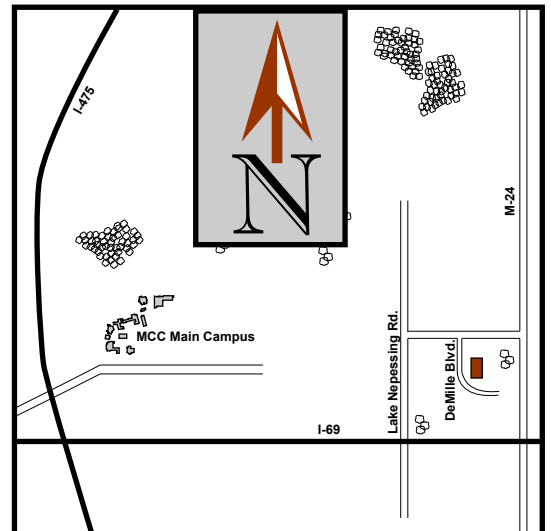 I-475
N
M-24
MCC Main Campus
Lake Nepessing Rd.
DeMille Blvd.
I-69